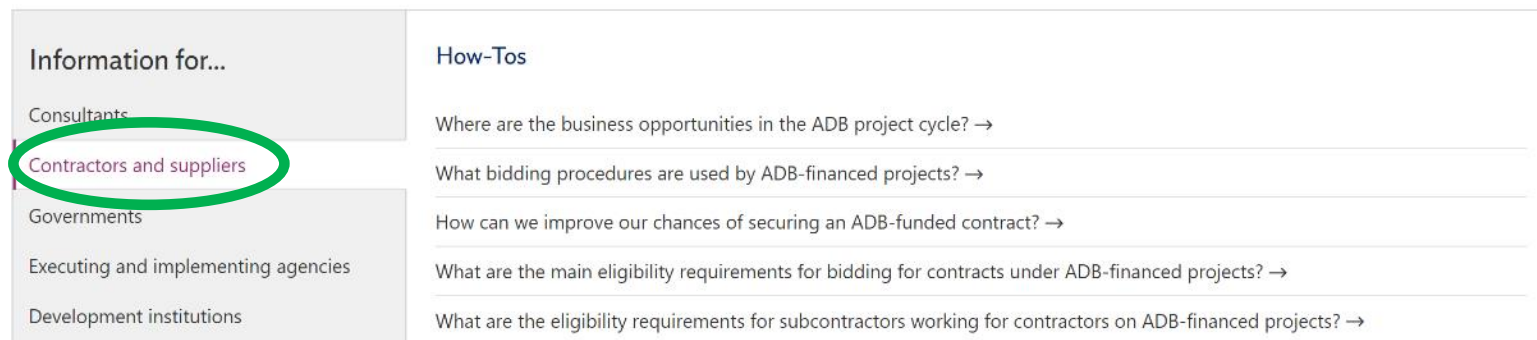 Information for...
Consultants
Contractors and suppliers
Governments
Executing and implementing agencies
Development institutions
How-Tos
Where are the business opportunities in the ADB project cycle? →
What bidding procedures are used by ADB-financed projects? →
How can we improve our chances of securing an ADB-funded contract? →
What are the main eligibility requirements for bidding for contracts under ADB-financed projects? →
What are the eligibility requirements for subcontractors working for contractors on ADB-financed projects? →